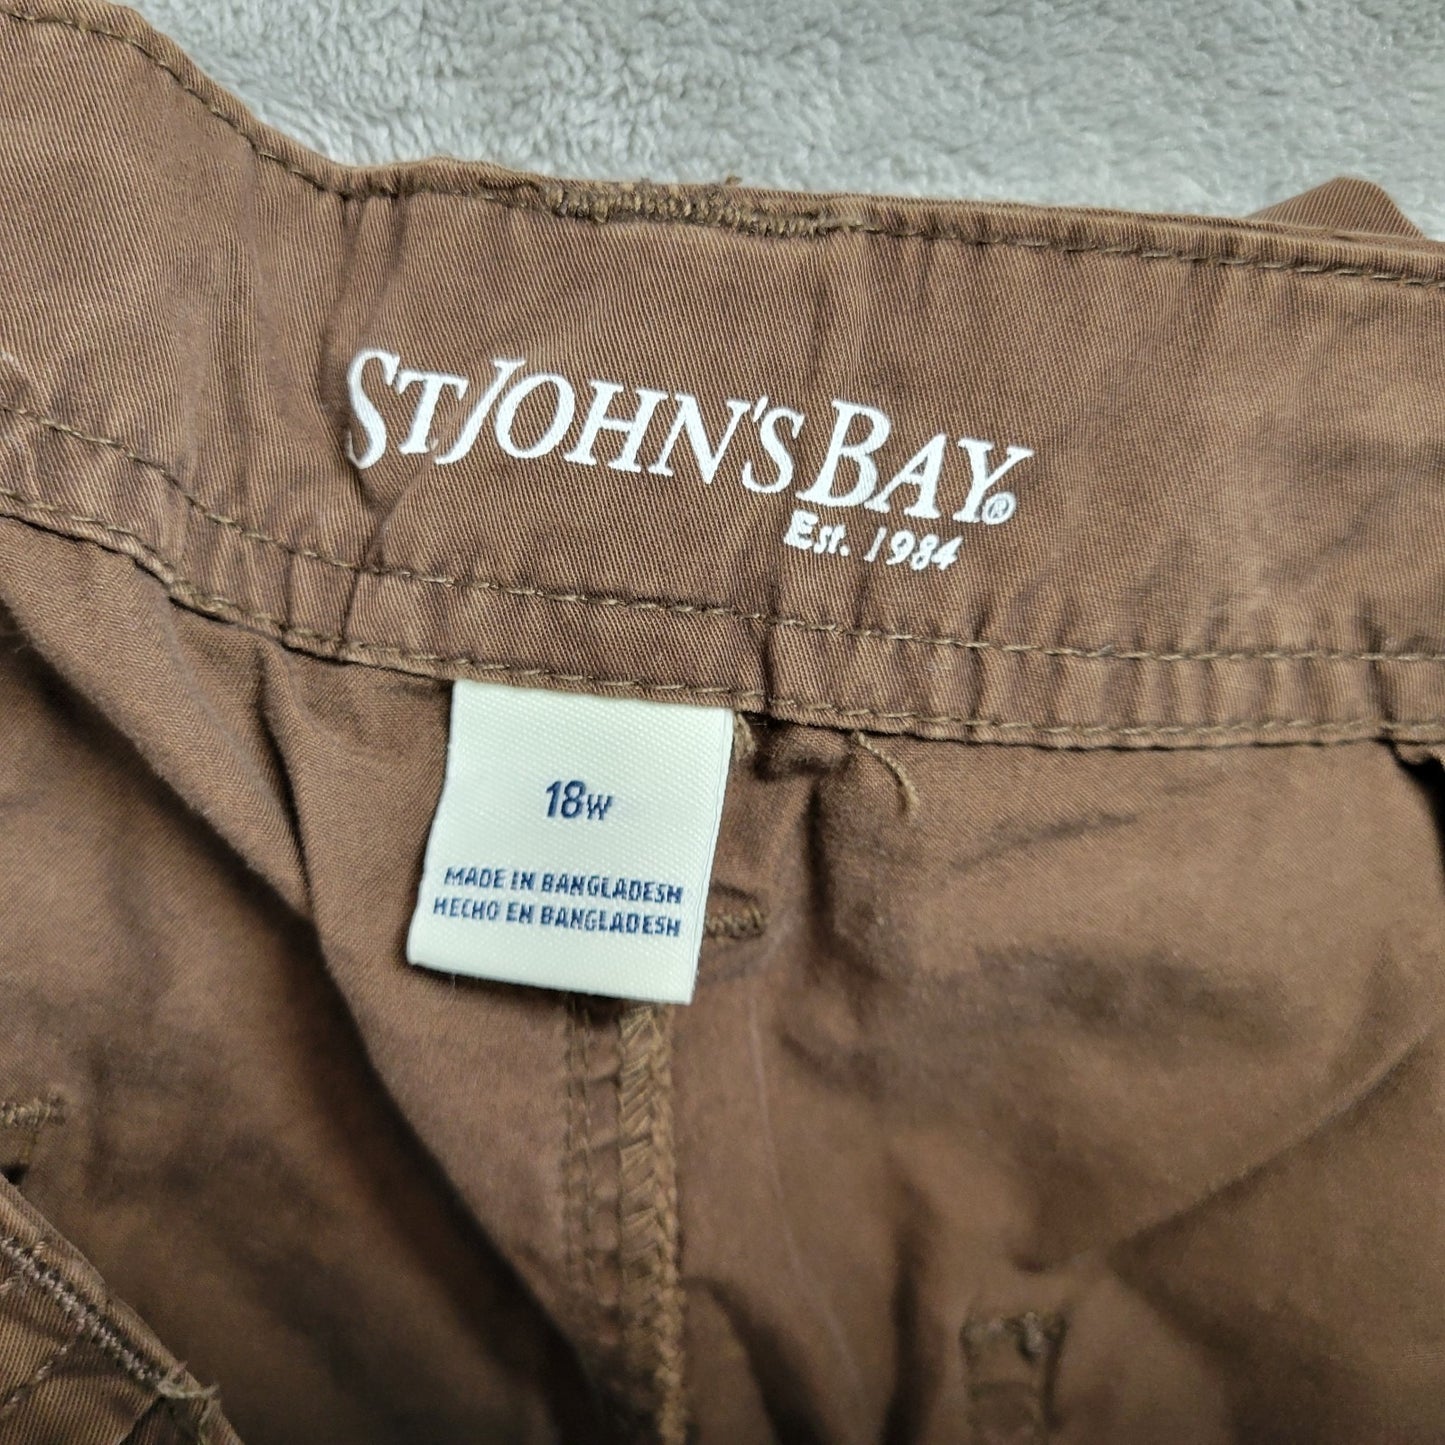 ST JOHN'S BAY®
EST. 1984
18W
MADE IN BANGLADESH
HECHO EN BANGLADESH